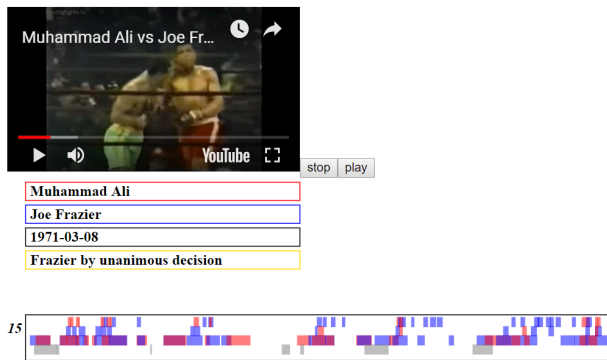 Muhammad Ali vs Joe Fr...
YouTube
stop play
Muhammad Ali
Joe Frazier
1971-03-08
Frazier by unanimous decision
15